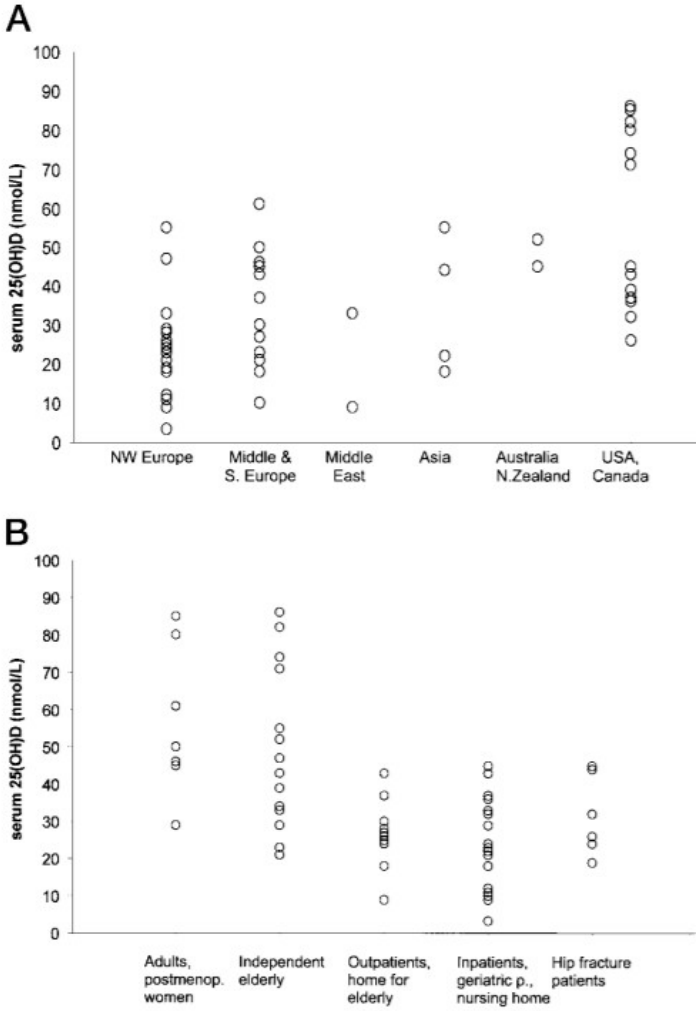 A
100
90
80
70
60
50
40
30
20
10
0
serum 25(OH)D (nmol/L)
NW Europe
Middle &
S. Europe
Middle
East
Asia
Australia
N.Zealand
USA,
Canada
B
100
90
80
70
60
50
40
30
20
10
0
serum 25(OH)D (nmol/L)
Adults,
postmenop.
women
Independent
elderly
Outpatients,
home for
elderly
Inpatients,
geriatric p.,
nursing home
Hip fracture
patients